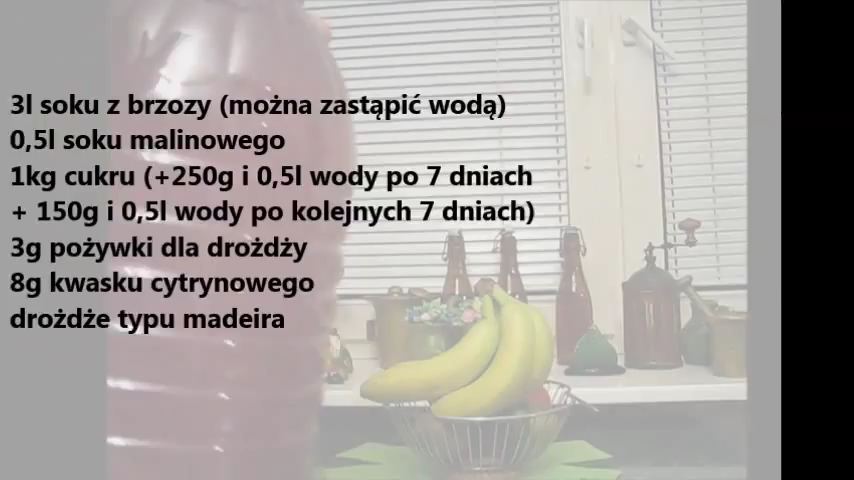 3l soku z brzozy (można zastąpić wodą)
0,5l soku malinowego
1kg cukru (+250g i 0,5l wody po 7 dniach
+ 150g i 0,5l wody po kolejnych 7 dniach)
3g pożywki dla drożdży
8g kwasku cytrynowego
drożdże typu madeira